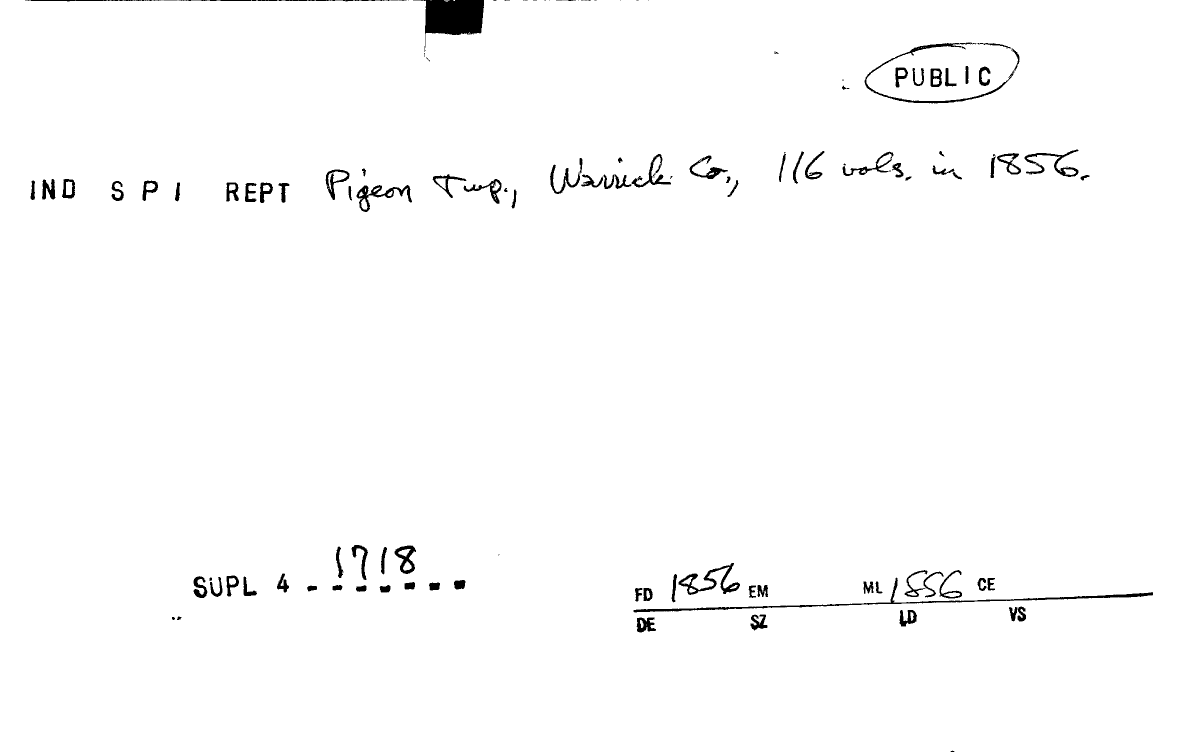 PUBLIC
IND S P I REPT Pigeon Twp., Warrick Co., 116 vols. in 1856.
SUPL 4 - 1718
FD 1856 EM ML 1856 CE
DE SZ LD VS